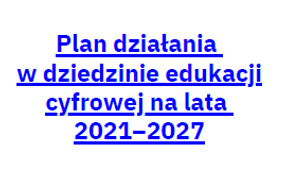 Plan działania
w dziedzinie edukacji
cyfrowej na lata
2021–2027